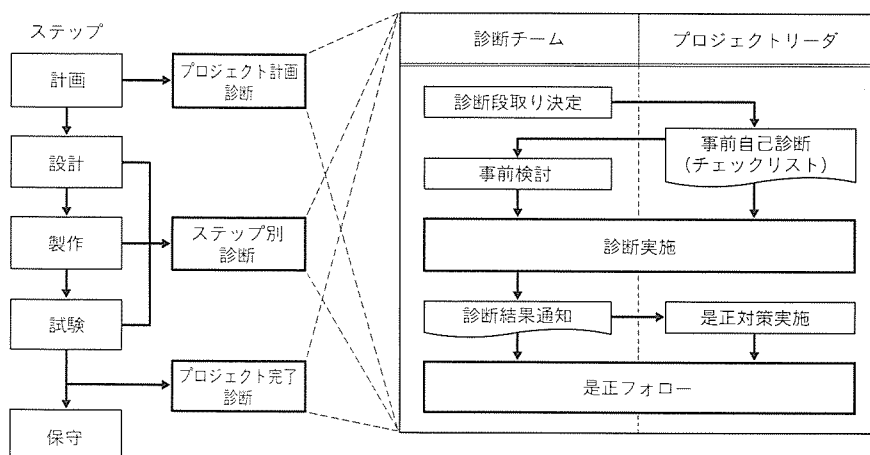 ステップ
計画
設計
製作
試験
保守
プロジェクト計画
診断
ステップ別
診断
プロジェクト完了
診断
診断チーム
プロジェクトリーダ
診断段取り決定
事前自己診断
(チェックリスト)
事前検討
診断実施
診断結果通知
是正対策実施
是正フォロー